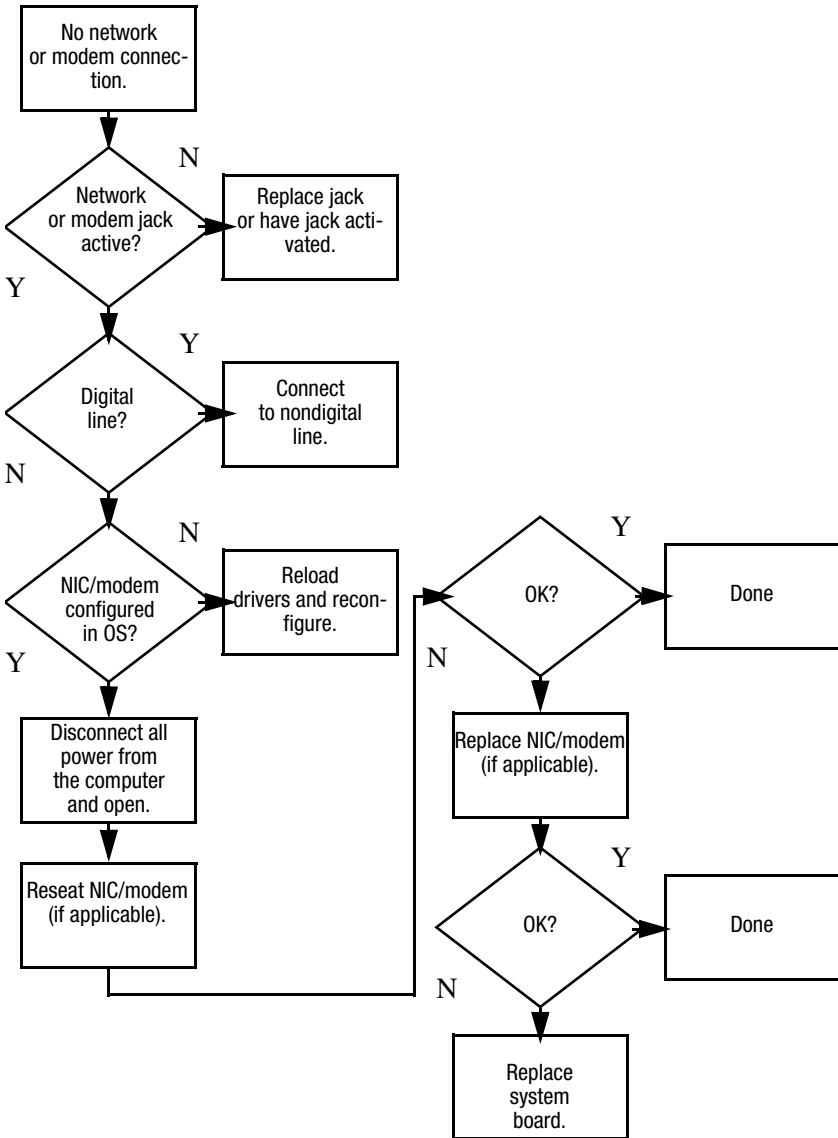 No network
or modem connec-
tion.
N
Network
or modem jack
active?
Replace jack
or have jack acti-
vated.
Y
Y
Digital
line?
Connect
to nondigital
line.
N
N
NIC/modem
configured
in OS?
Reload
drivers and recon-
figure.
Y
Disconnect all
power from
the computer
and open.
Reseat NIC/modem
(if applicable).
Y
OK?
Done
N
Replace NIC/modem
(if applicable).
Y
OK?
Done
N
Replace
system
board.